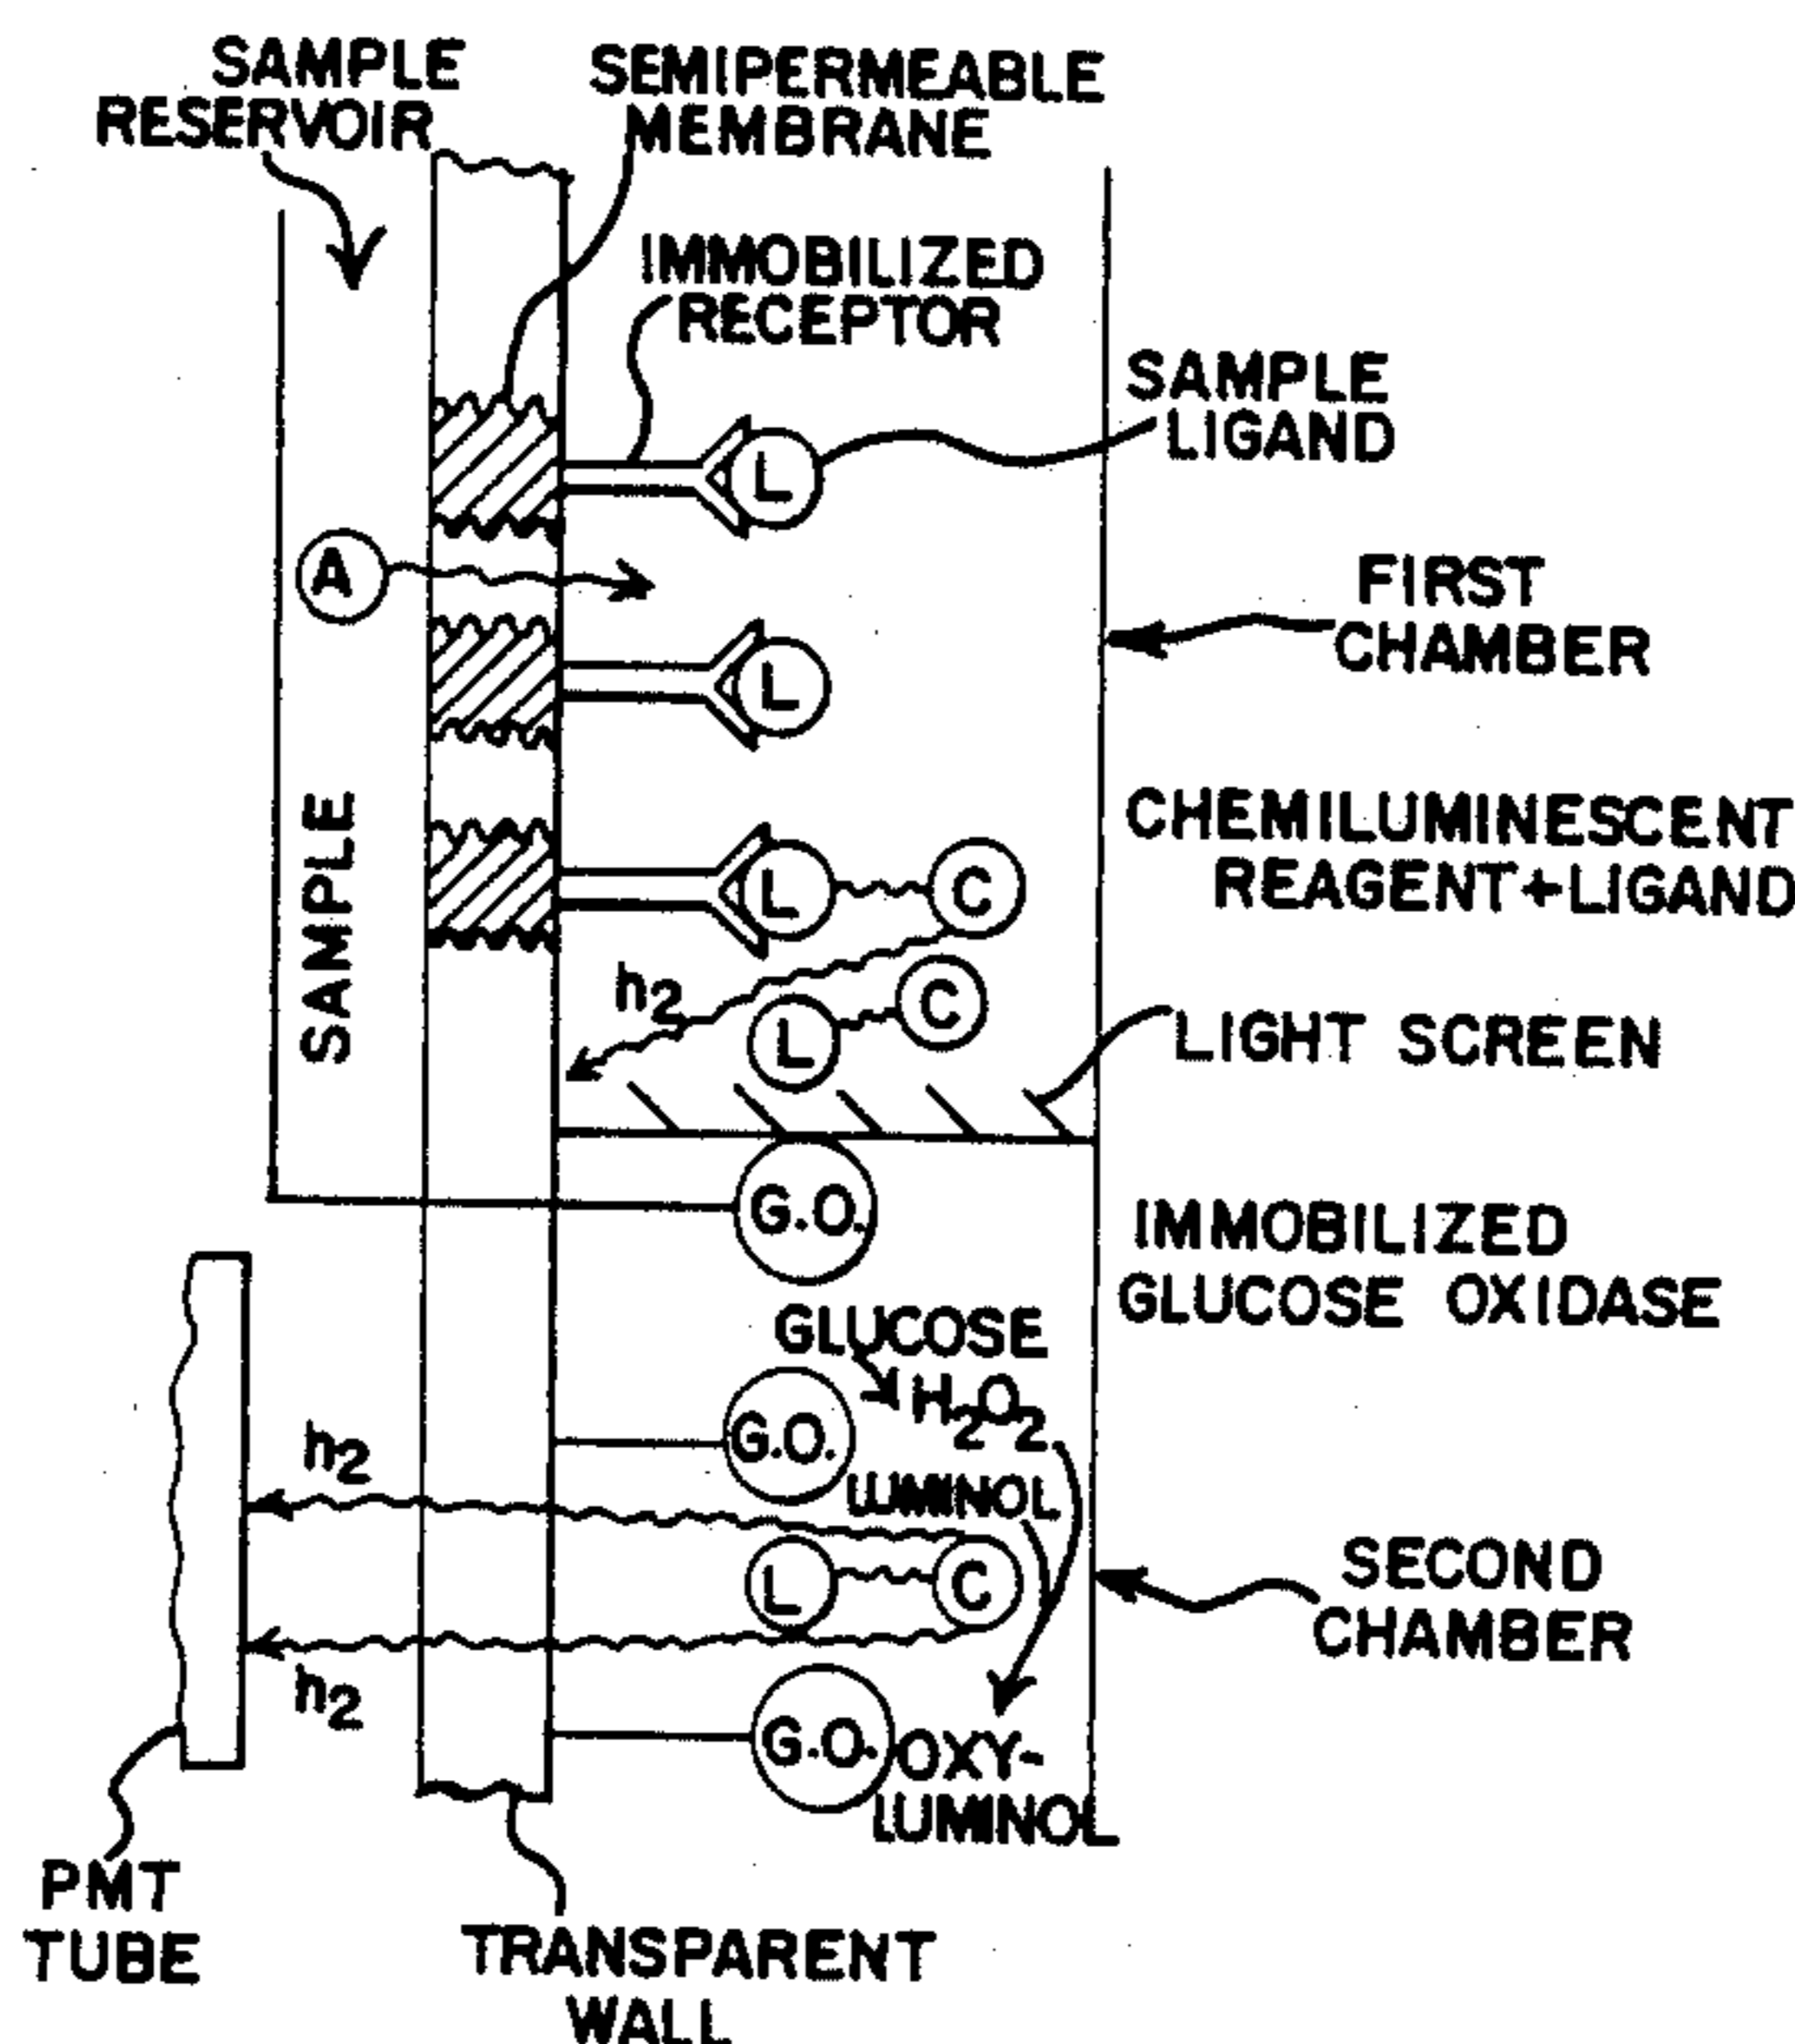 SAMPLE
RESERVOIR
SEMIPERMEABLE
MEMBRANE
IMMOBILIZED
RECEPTOR
SAMPLE
LIGAND
L
A
FIRST
CHAMBER
L
SAMPLE
CHEMILUMINESCENT
REAGENT+LIGAND
L
C
h2
C
L
LIGHT SCREEN
G.O.
IMMOBILIZED
GLUCOSE OXIDASE
GLUCOSE
H2O2
G.O.
h2
LUMINOL
L
C
SECOND
CHAMBER
h2
G.O.
OXY-
LUMINOL
PMT
TUBE
TRANSPARENT
WALL